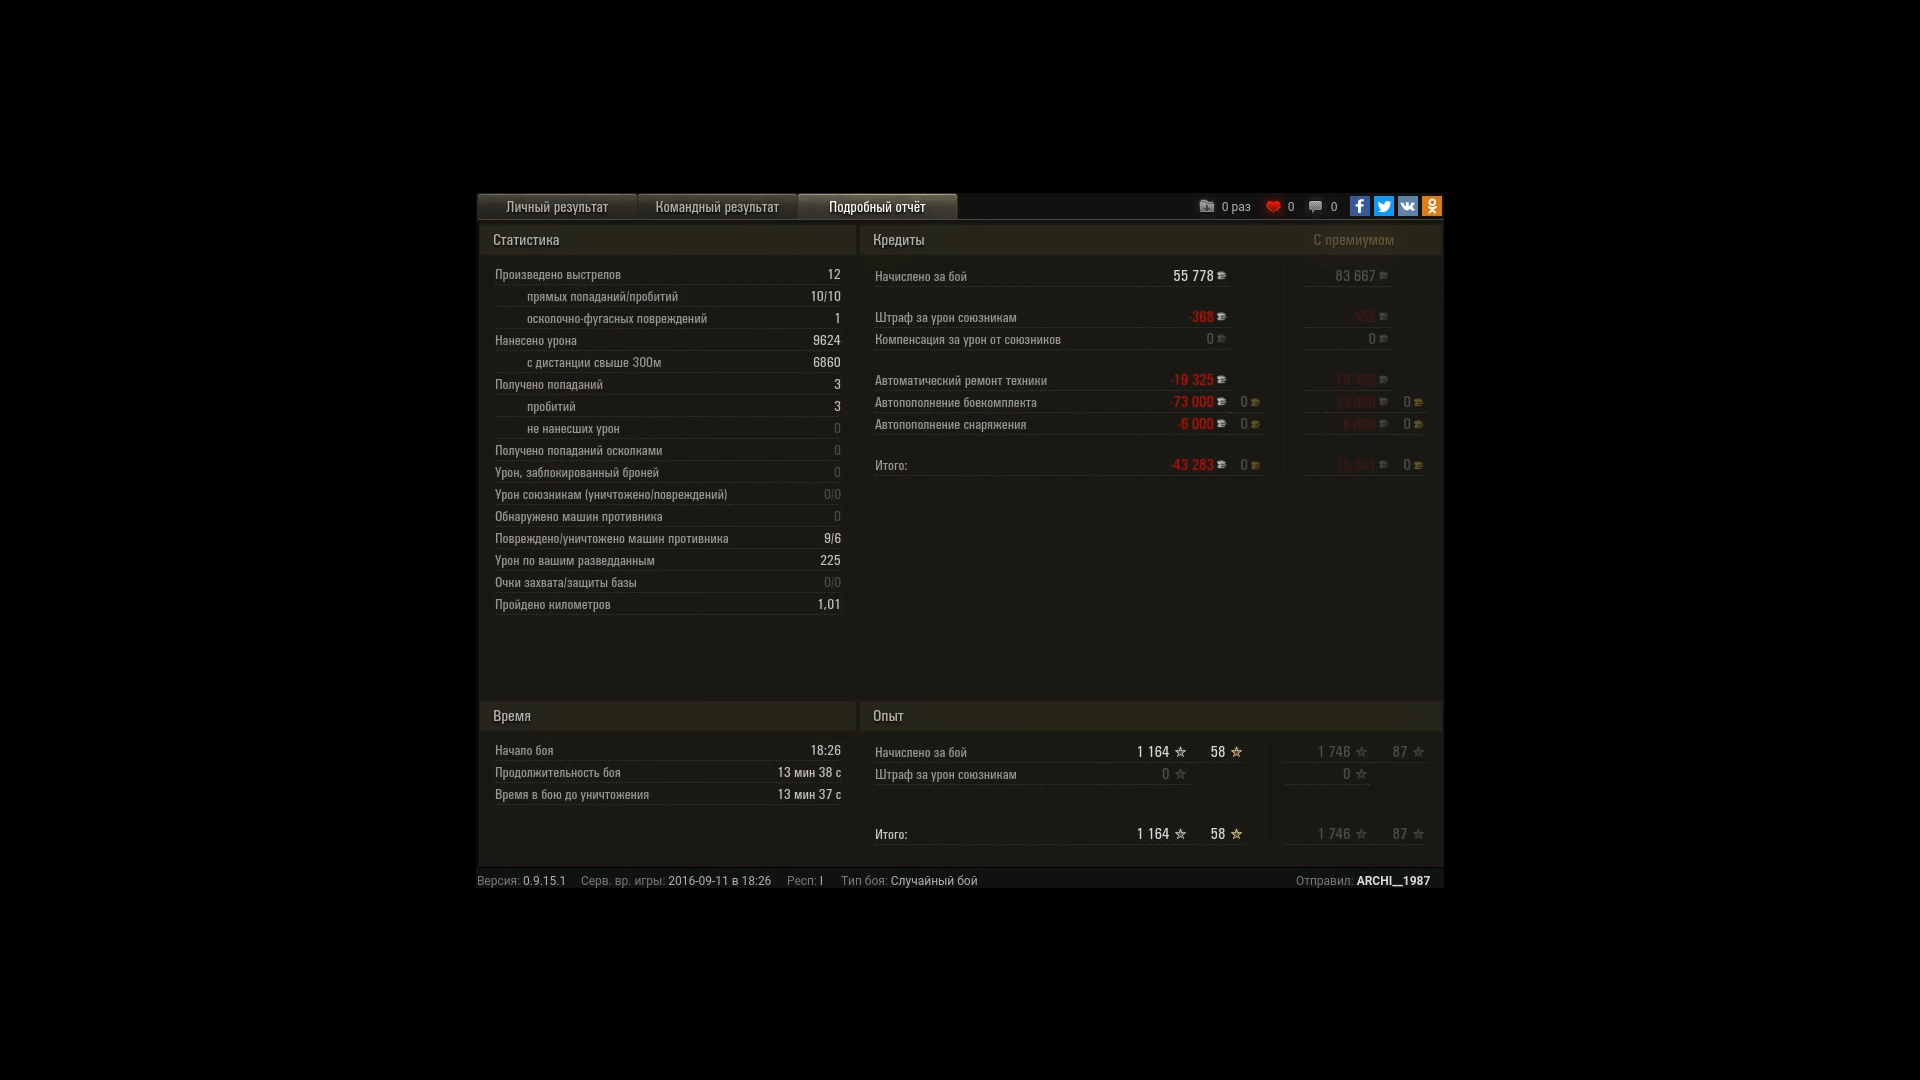 Личный результат Командный результат Подробный отчёт 0 раз 0 0
Статистика
Произведено выстрелов 12
прямых попаданий/пробитий 10/10
осколочно-фугасных повреждений 1
Нанесено урона 9624
с дистанции свыше 300м 6860
Получено попаданий 3
пробитий 3
не нанесших урон 0
Получено попаданий осколками 0
Урон, заблокированный броней 0
Урон союзникам (уничтожено/повреждений) 0/0
Обнаружено машин противника 0
Повреждено/уничтожено машин противника 9/6
Урон по вашим разведданным 225
Очки захвата/защиты базы 0/0
Пройдено километров 1,01
Кредиты С премиумом
Начислено за бой 55 778 83 667
Штраф за урон союзникам -368
Компенсация за урон от союзников 0 0
Автоматический ремонт техники -19 325
Автопополнение боекомплекта -73 000 0 0
Автопополнение снаряжения -6 000 0 0
Итого: -43 283 0 0
Время
Начало боя 18:26
Продолжительность боя 13 мин 38 с
Время в бою до уничтожения 13 мин 37 с
Опыт
Начислено за бой 1 164 58 1 746 87
Штраф за урон союзникам 0 0
Итого: 1 164 58 1 746 87
Версия: 0.9.15.1 Серв. вр. игры: 2016-09-11 в 18:26 Респ: I Тип боя: Случайный бой Отправил: ARCHI__1987